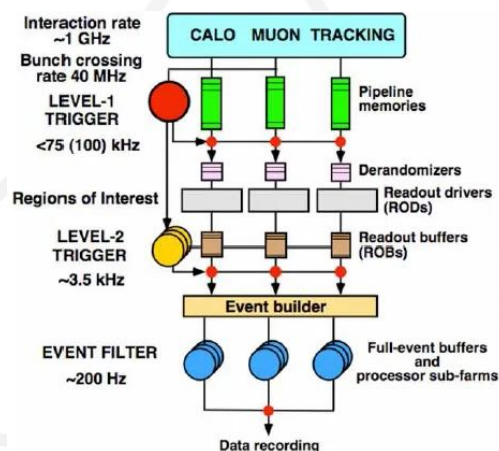 Interaction rate
~1 GHz
CALO MUON TRACKING
Bunch crossing
rate 40 MHz
LEVEL-1
TRIGGER
<75 (100) kHz
Pipeline
memories
Derandomizers
Regions of Interest
Readout drivers
(RODs)
LEVEL-2
TRIGGER
~3.5 kHz
Readout buffers
(ROBs)
Event builder
EVENT FILTER
~200 Hz
Full-event buffers
and
processor sub-farms
Data recording